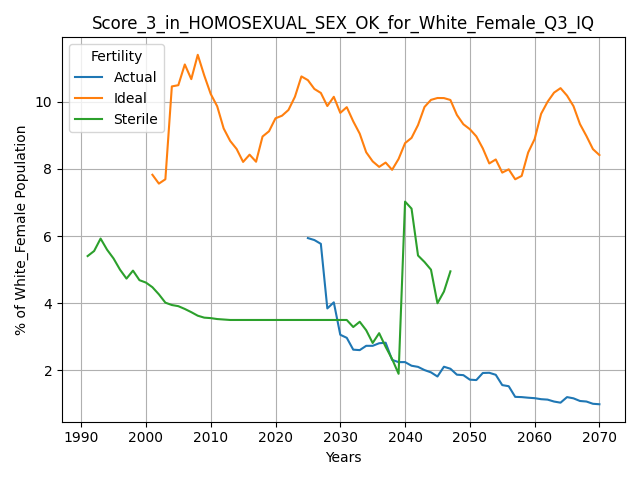 Score_3_in_HOMOSEXUAL_SEX_OK_for_White_Female_Q3_IQ
Fertility
Actual
Ideal
Sterile
% of White_Female Population
10
8
6
4
2
1990 2000 2010 2020 2030 2040 2050 2060 2070
Years